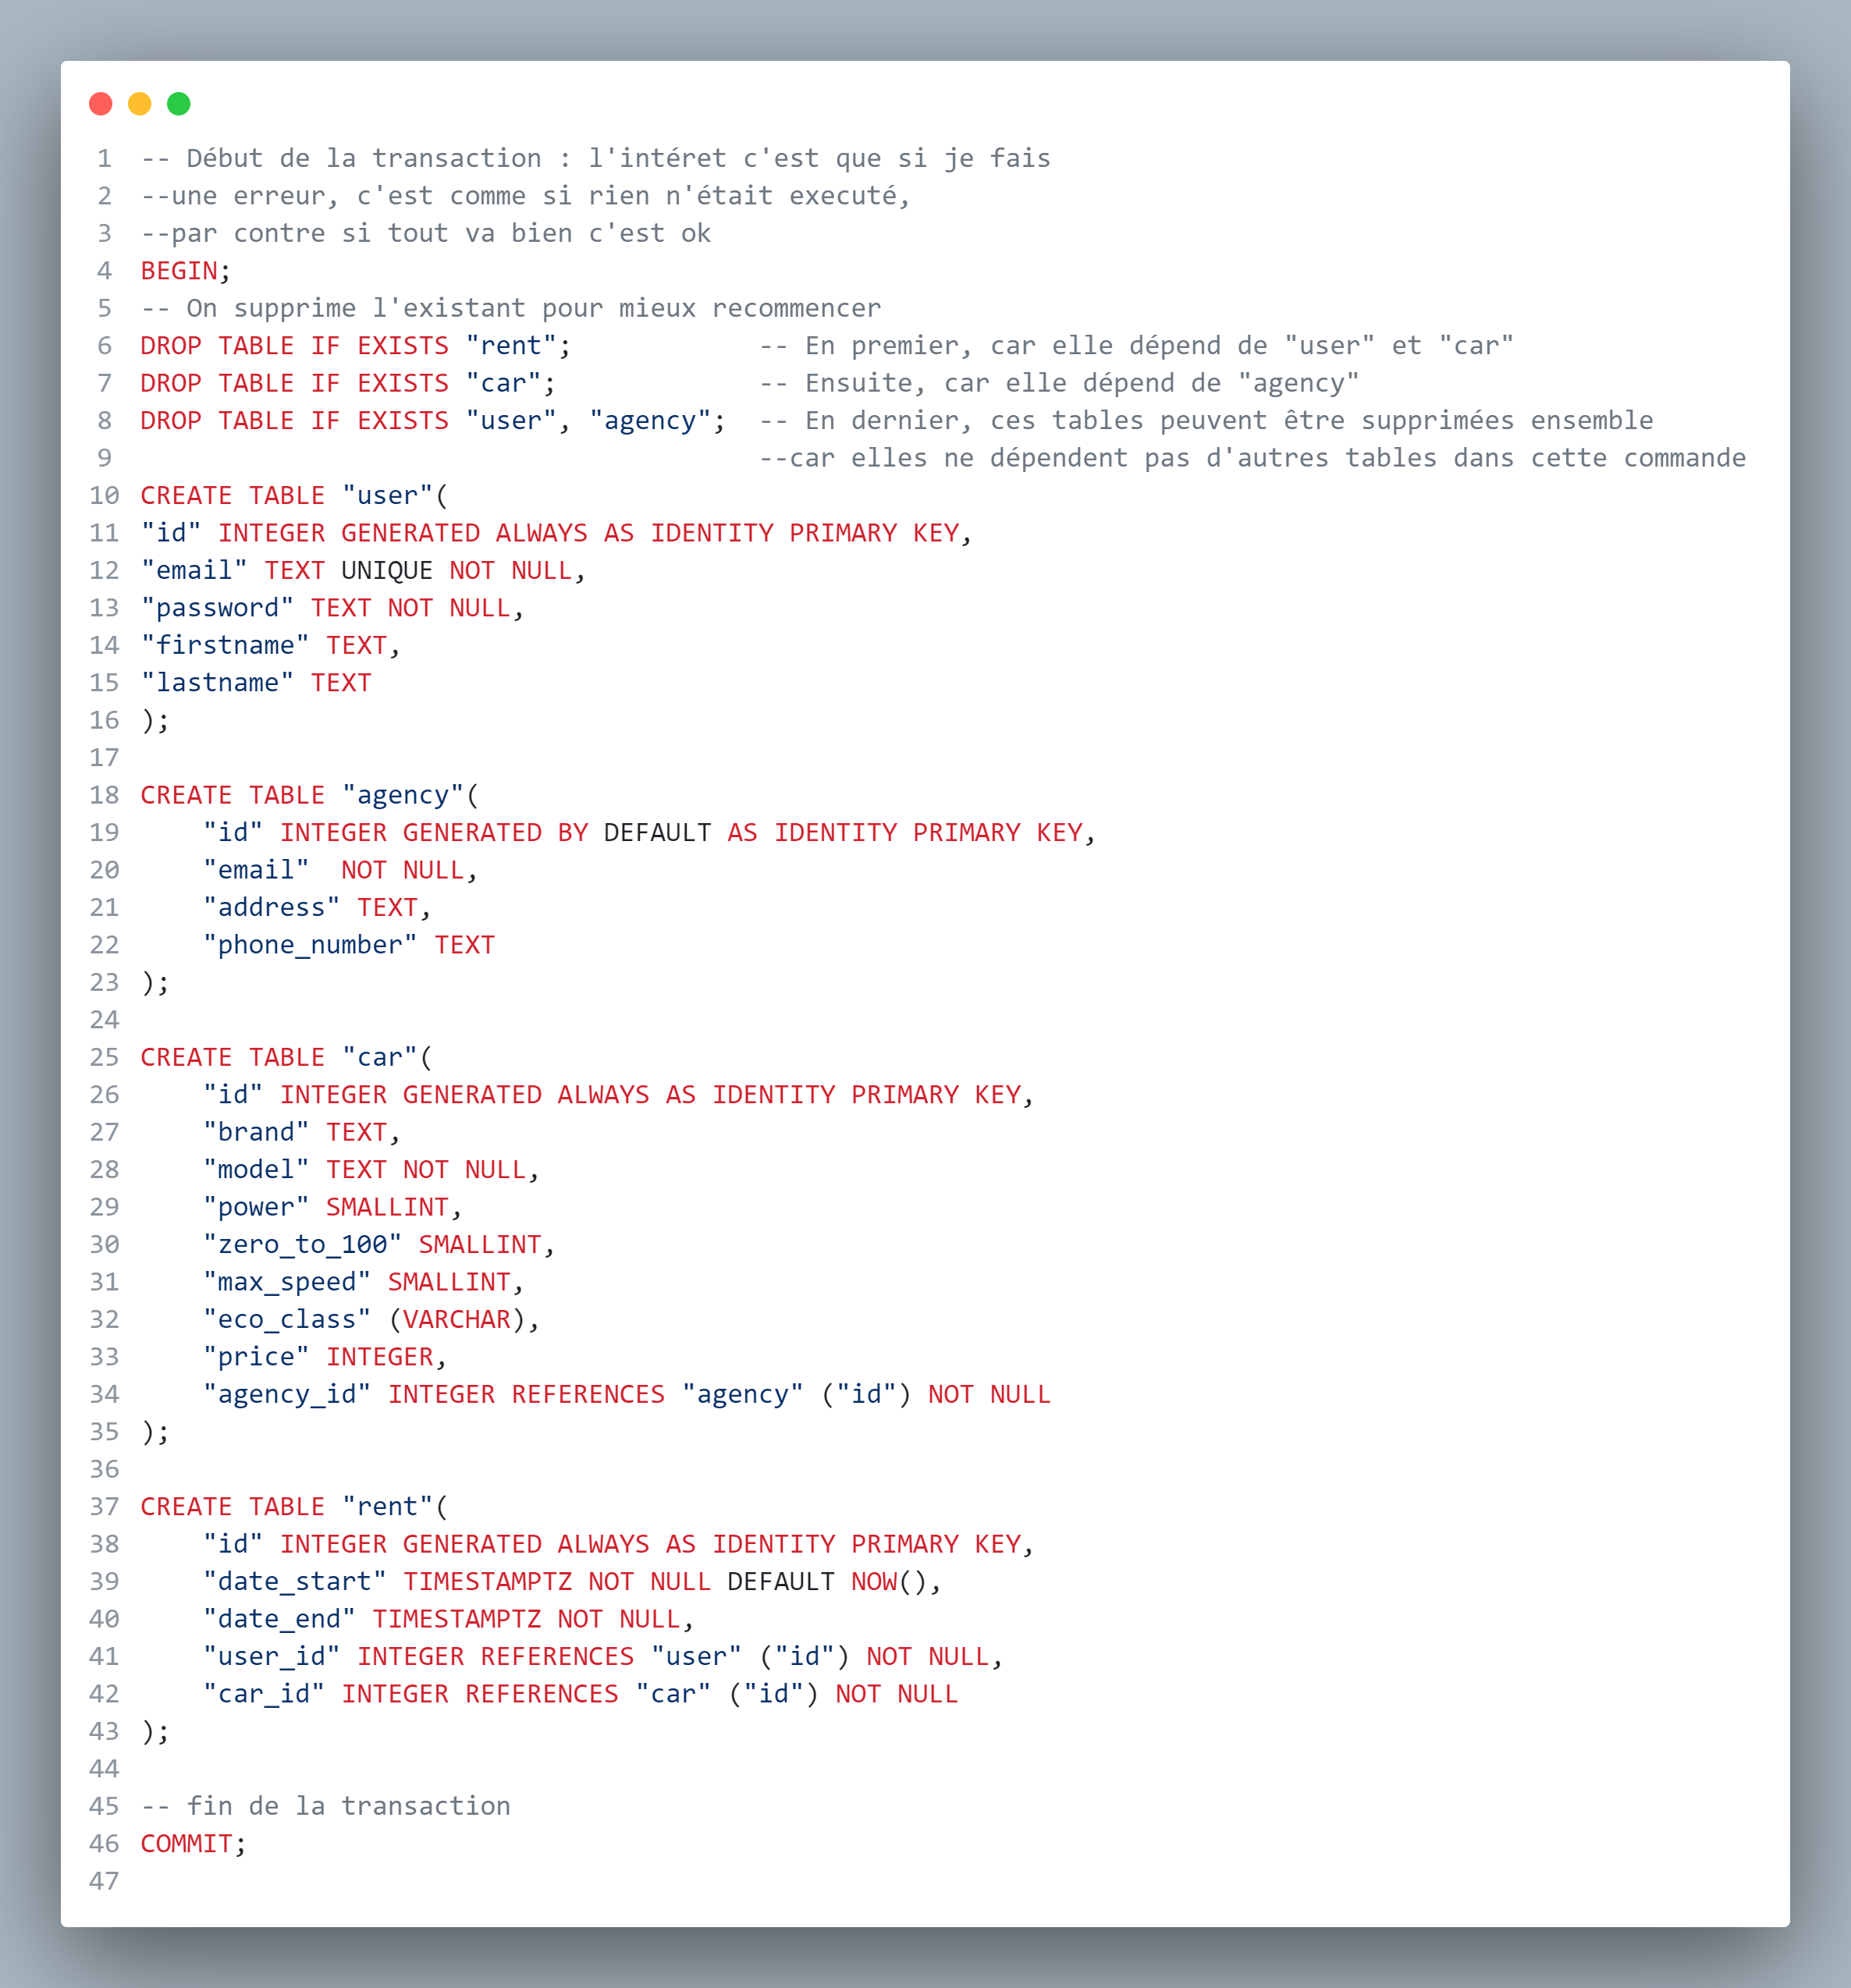 1 -- Début de la transaction : l'intéret c'est que si je fais
2 --une erreur, c'est comme si rien n'était executé,
3 --par contre si tout va bien c'est ok
4 BEGIN;
5 -- On supprime l'existant pour mieux recommencer
6 DROP TABLE IF EXISTS "rent";            -- En premier, car elle dépend de "user" et "car"
7 DROP TABLE IF EXISTS "car";             -- Ensuite, car elle dépend de "agency"
8 DROP TABLE IF EXISTS "user", "agency";  -- En dernier, ces tables peuvent être supprimées ensemble
9                                         --car elles ne dépendent pas d'autres tables dans cette commande
10 CREATE TABLE "user"(
11 "id" INTEGER GENERATED ALWAYS AS IDENTITY PRIMARY KEY,
12 "email" TEXT UNIQUE NOT NULL,
13 "password" TEXT NOT NULL,
14 "firstname" TEXT,
15 "lastname" TEXT
16 );
17
18 CREATE TABLE "agency"(
19     "id" INTEGER GENERATED BY DEFAULT AS IDENTITY PRIMARY KEY,
20     "email"  NOT NULL,
21     "address" TEXT,
22     "phone_number" TEXT
23 );
24
25 CREATE TABLE "car"(
26     "id" INTEGER GENERATED ALWAYS AS IDENTITY PRIMARY KEY,
27     "brand" TEXT,
28     "model" TEXT NOT NULL,
29     "power" SMALLINT,
30     "zero_to_100" SMALLINT,
31     "max_speed" SMALLINT,
32     "eco_class" (VARCHAR),
33     "price" INTEGER,
34     "agency_id" INTEGER REFERENCES "agency" ("id") NOT NULL
35 );
36
37 CREATE TABLE "rent"(
38     "id" INTEGER GENERATED ALWAYS AS IDENTITY PRIMARY KEY,
39     "date_start" TIMESTAMPTZ NOT NULL DEFAULT NOW(),
40     "date_end" TIMESTAMPTZ NOT NULL,
41     "user_id" INTEGER REFERENCES "user" ("id") NOT NULL,
42     "car_id" INTEGER REFERENCES "car" ("id") NOT NULL
43 );
44
45 -- fin de la transaction
46 COMMIT;
47